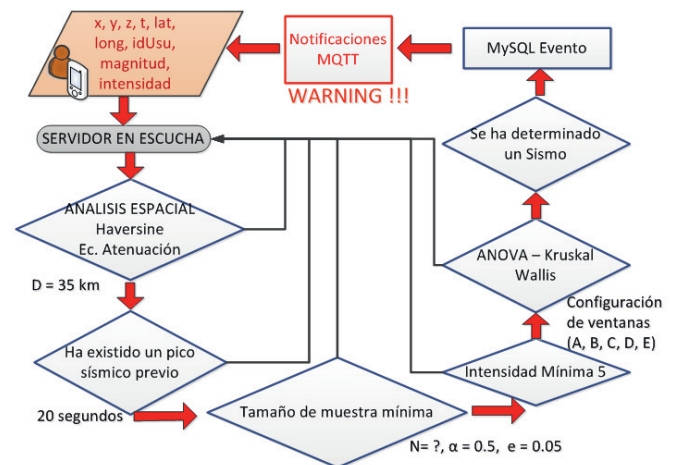 x, y, z, t, lat,
long, idUsu,
magnitud,
intensidad
Notificaciones
MQTT
WARNING !!!
MySQL Evento
SERVIDOR EN ESCUCHA
Se ha determinado
un Sismo
ANALISIS ESPACIAL
Haversine
Ec. Atenuación
D = 35 km
ANOVA – Kruskal
Wallis
Configuración
de ventanas
(A, B, C, D, E)
Ha existido un pico
sísmico previo
Intensidad Mínima 5
20 segundos
Tamaño de muestra mínima
N= ?, α = 0.5, e = 0.05